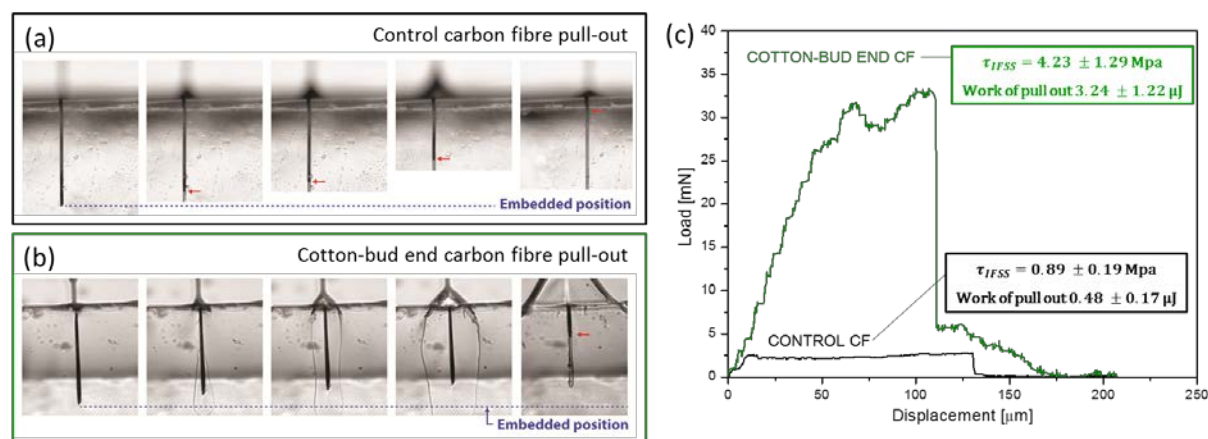 (a)
Control carbon fibre pull-out
Embedded position
(b)
Cotton-bud end carbon fibre pull-out
Embedded position
(c)
COTTON-BUD END CF
τIFSS = 4.23 ± 1.29 Mpa
Work of pull out 3.24 ± 1.22 μJ
τIFSS = 0.89 ± 0.19 Mpa
Work of pull out 0.48 ± 0.17 μJ
CONTROL CF
Load [mN]
35
30
25
20
15
10
5
0
0 50 100 150 200 250
Displacement [μm]